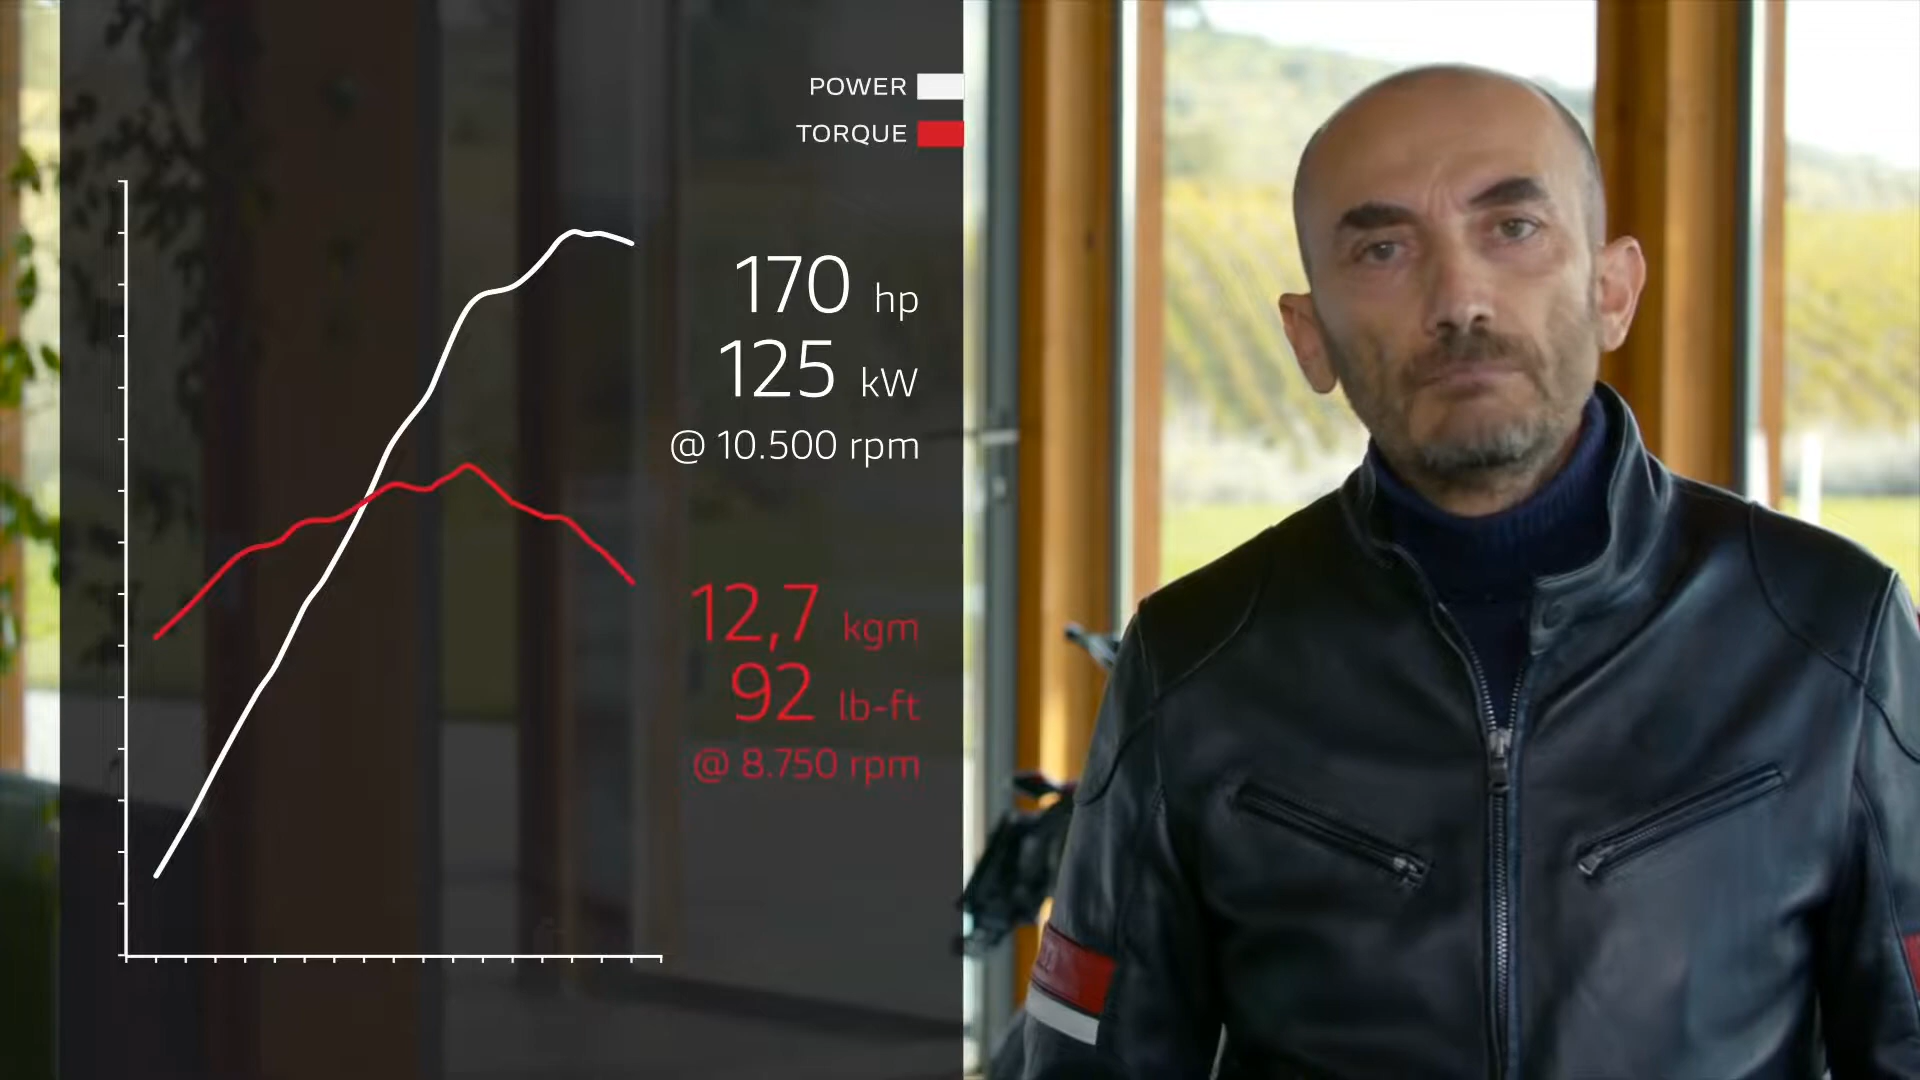 POWER
TORQUE
170 hp
125 kW
@ 10.500 rpm
12,7 kgm
92 lb-ft
@ 8.750 rpm